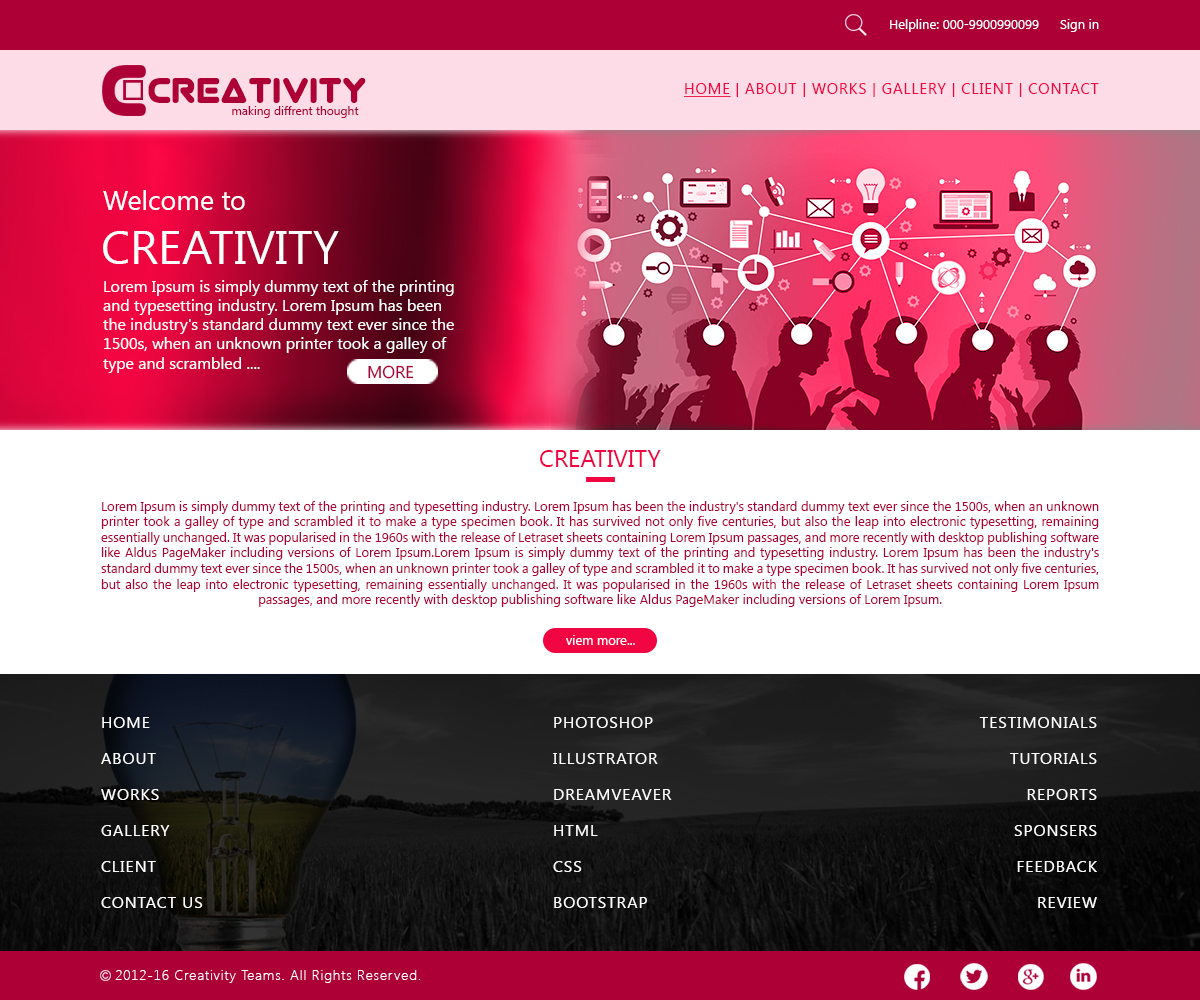 Helpline: 000-9900990099 Sign in
CREATIVITY
making diffrent thought
HOME | ABOUT | WORKS | GALLERY | CLIENT | CONTACT
Welcome to
CREATIVITY
Lorem Ipsum is simply dummy text of the printing
and typesetting industry. Lorem Ipsum has been
the industry's standard dummy text ever since the
1500s, when an unknown printer took a galley of
type and scrambled ....
MORE
CREATIVITY
Lorem Ipsum is simply dummy text of the printing and typesetting industry. Lorem Ipsum has been the industry's standard dummy text ever since the 1500s, when an unknown
printer took a galley of type and scrambled it to make a type specimen book. It has survived not only five centuries, but also the leap into electronic typesetting, remaining
essentially unchanged. It was popularised in the 1960s with the release of Letraset sheets containing Lorem Ipsum passages, and more recently with desktop publishing software
like Aldus PageMaker including versions of Lorem Ipsum.Lorem Ipsum is simply dummy text of the printing and typesetting industry. Lorem Ipsum has been the industry's
standard dummy text ever since the 1500s, when an unknown printer took a galley of type and scrambled it to make a type specimen book. It has survived not only five centuries,
but also the leap into electronic typesetting, remaining essentially unchanged. It was popularised in the 1960s with the release of Letraset sheets containing Lorem Ipsum
passages, and more recently with desktop publishing software like Aldus PageMaker including versions of Lorem Ipsum.
viem more...
HOME
ABOUT
WORKS
GALLERY
CLIENT
CONTACT US
PHOTOSHOP
ILLUSTRATOR
DREAMVEAVER
HTML
CSS
BOOTSTRAP
TESTIMONIALS
TUTORIALS
REPORTS
SPONSERS
FEEDBACK
REVIEW
© 2012-16 Creativity Teams. All Rights Reserved.